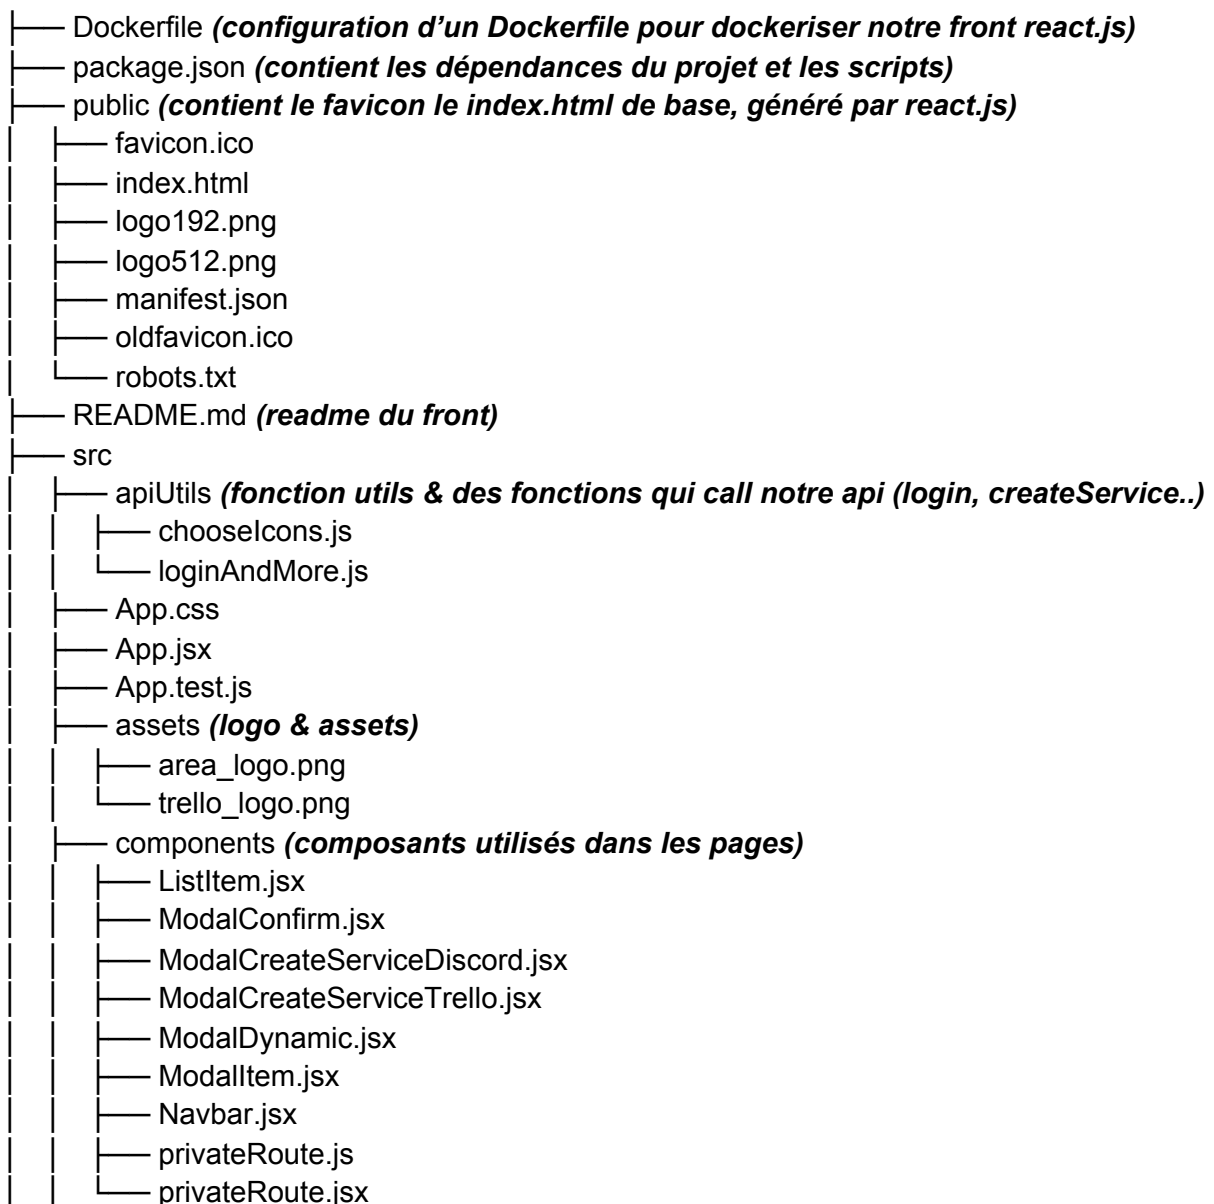 ├── Dockerfile (configuration d’un Dockerfile pour dockeriser notre front react.js)
├── package.json (contient les dépendances du projet et les scripts)
├── public (contient le favicon le index.html de base, généré par react.js)
│   ├── favicon.ico
│   ├── index.html
│   ├── logo192.png
│   ├── logo512.png
│   ├── manifest.json
│   ├── oldfavicon.ico
│   └── robots.txt
├── README.md (readme du front)
├── src
│   ├── apiUtils (fonction utils & des fonctions qui call notre api (login, createService..)
│   │   ├── chooseIcons.js
│   │   └── loginAndMore.js
│   ├── App.css
│   ├── App.jsx
│   ├── App.test.js
│   ├── assets (logo & assets)
│   │   ├── area_logo.png
│   │   └── trello_logo.png
│   ├── components (composants utilisés dans les pages)
│   │   ├── ListItem.jsx
│   │   ├── ModalConfirm.jsx
│   │   ├── ModalCreateServiceDiscord.jsx
│   │   ├── ModalCreateServiceTrello.jsx
│   │   ├── ModalDynamic.jsx
│   │   ├── ModalItem.jsx
│   │   ├── Navbar.jsx
│   │   ├── privateRoute.js
│   │   └── privateRoute.jsx